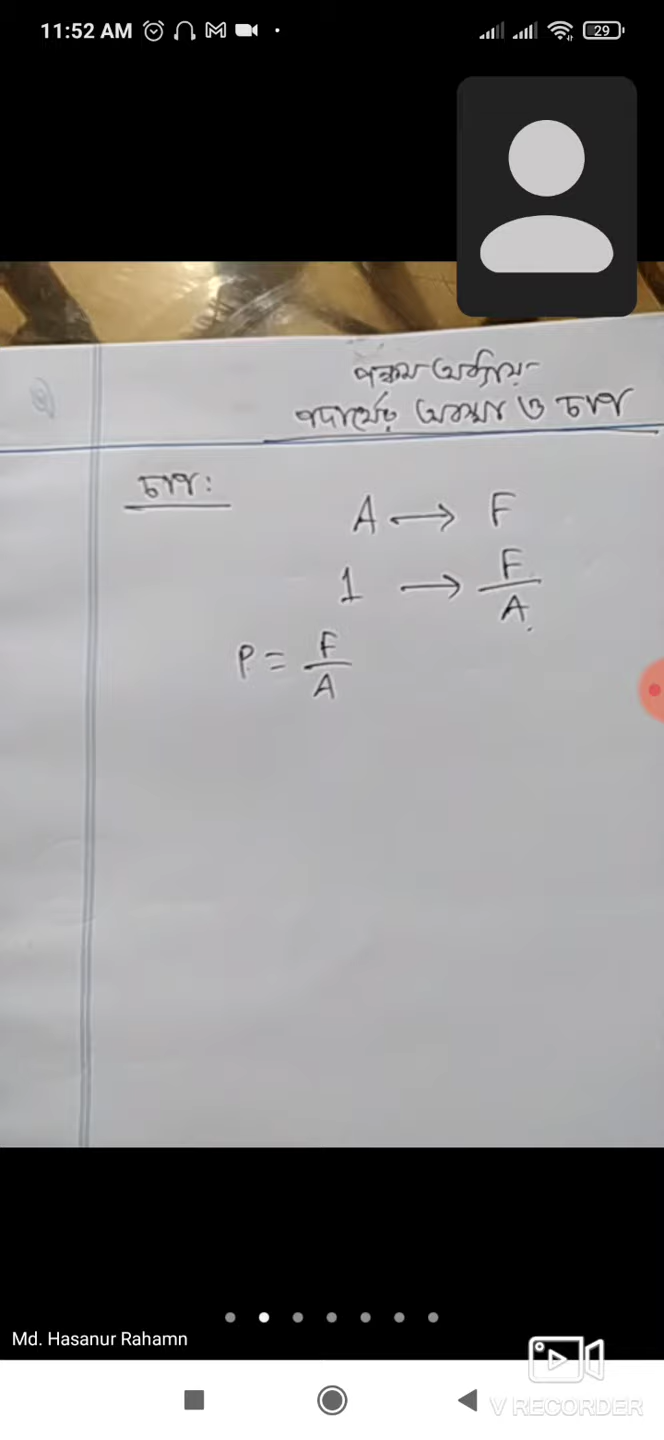 11:52 AM
29
পঞ্চম অধ্যায়-
পদার্থের অবস্থা ও চাপ
চাপ:
A ⟶ F
1 ⟶ F/A
P = F/A
Md. Hasanur Rahamn
V RECORDER